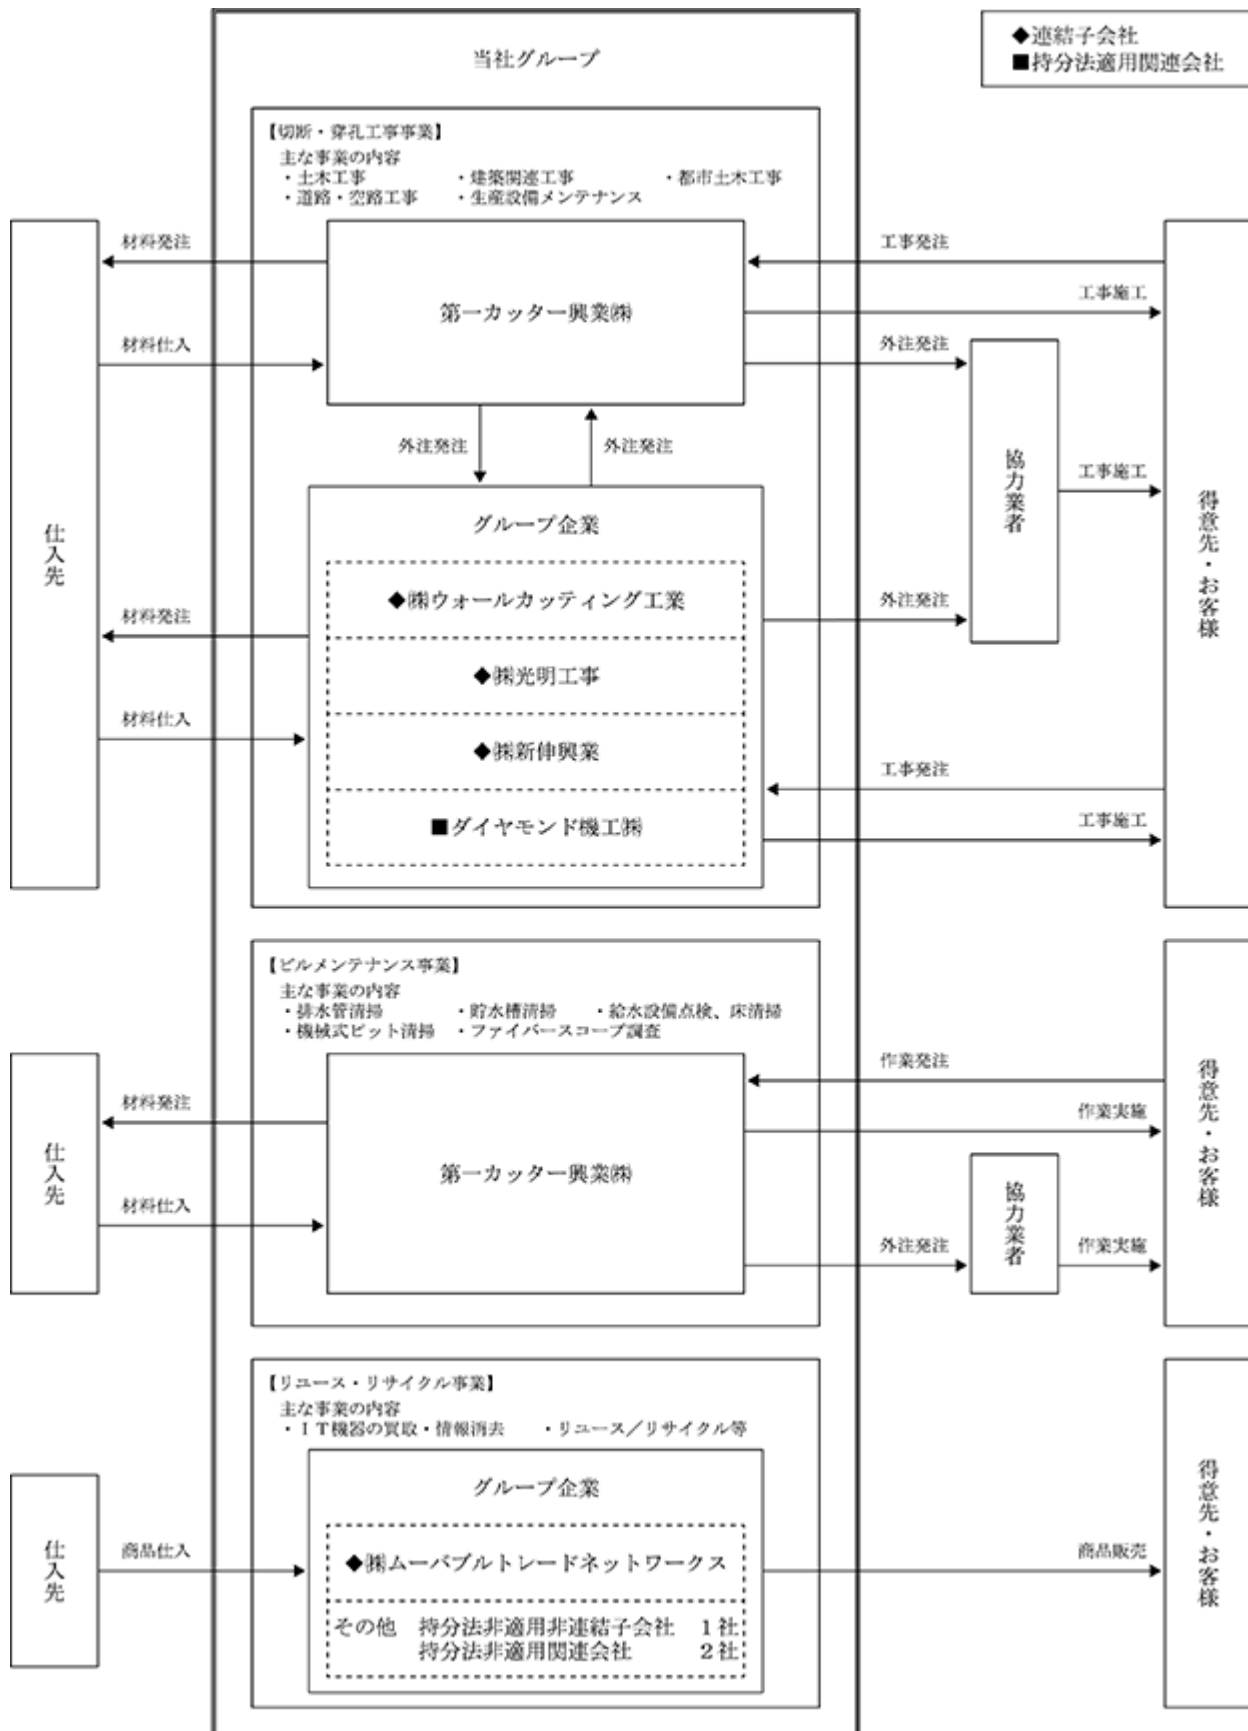 当社グループ
◆連結子会社
■持分法適用関連会社
【切断・穿孔工事事業】
主な事業の内容
・土木工事 ・建築関連工事 ・都市土木工事
・道路・空路工事 ・生産設備メンテナンス
材料発注
工事発注
工事施工
第一カッター興業㈱
材料仕入
外注発注
外注発注
外注発注
協力業者
工事施工
仕入先
得意先・お客様
グループ企業
◆㈱ウォールカッティング工業
外注発注
材料発注
◆㈱光明工事
材料仕入
◆㈱新伸興業
工事発注
■ダイヤモンド機工㈱
工事施工
【ビルメンテナンス事業】
主な事業の内容
・排水管清掃 ・貯水槽清掃 ・給水設備点検、床清掃
・機械式ピット清掃 ・ファイバースコープ調査
作業発注
材料発注
作業実施
仕入先
第一カッター興業㈱
得意先・お客様
材料仕入
協力業者
外注発注
作業実施
【リユース・リサイクル事業】
主な事業の内容
・ＩＴ機器の買取・情報消去 ・リユース／リサイクル等
グループ企業
仕入先
商品仕入
◆㈱ムーバブルトレードネットワークス
商品販売
得意先・お客様
その他 持分法非適用非連結子会社 １社
持分法非適用関連会社 ２社